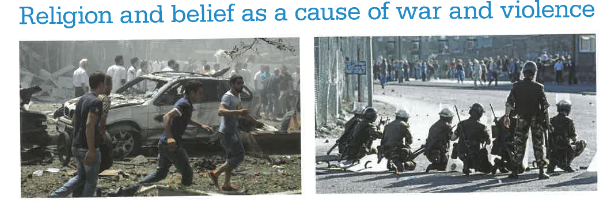 Religion and belief as a cause of war and violence